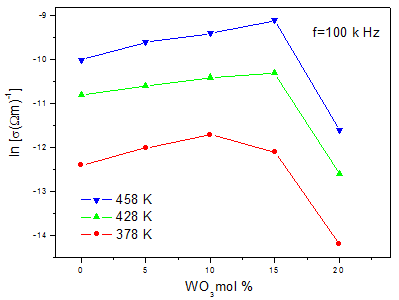 f=100 k Hz
-9
-10
-11
-12
-13
-14
ln [σ(Ωm)⁻¹]
458 K
428 K
378 K
0 5 10 15 20
WO₃mol %